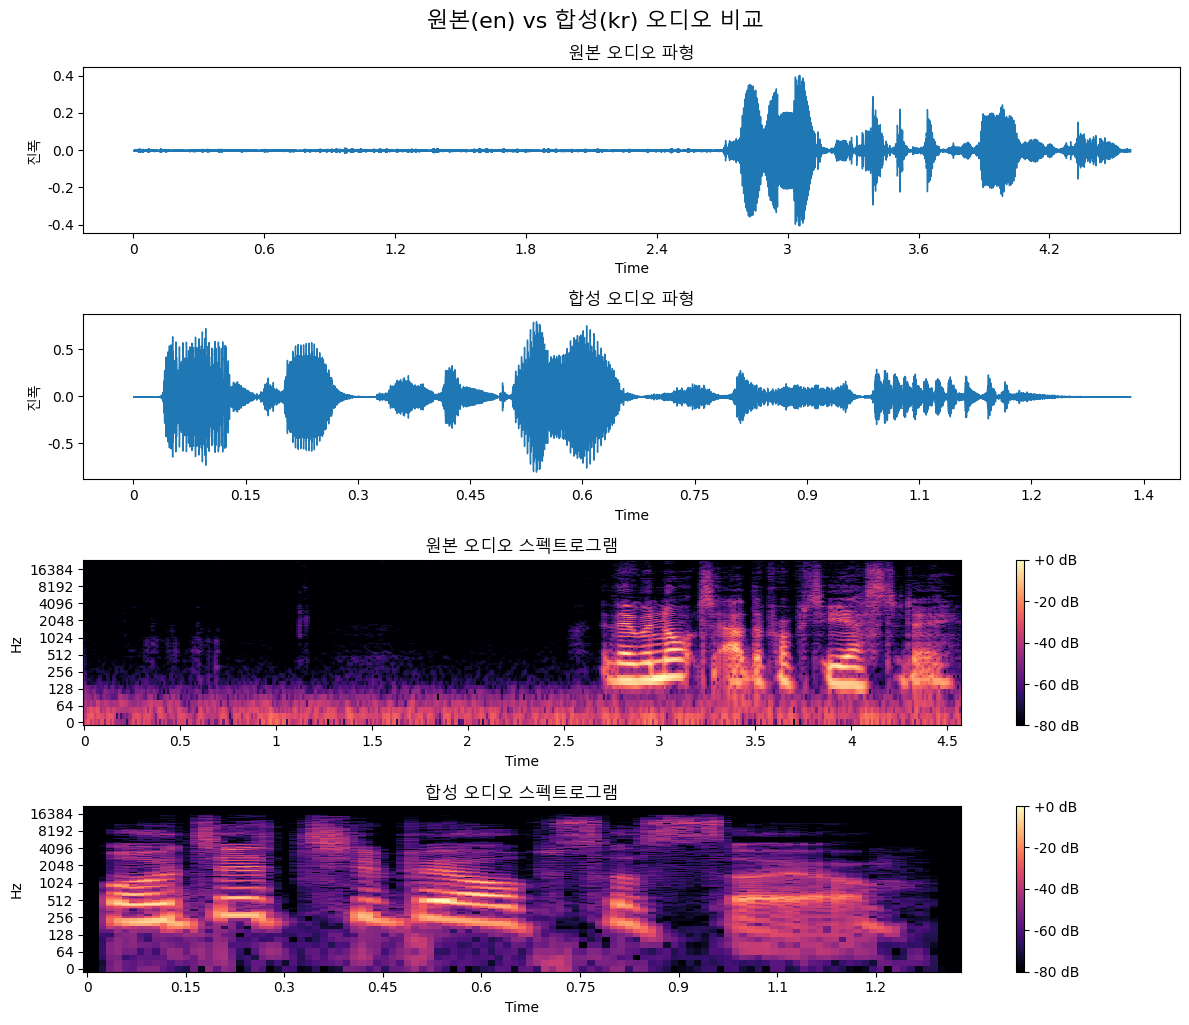 원본(en) vs 합성(kr) 오디오 비교
원본 오디오 파형
진폭
0.4
0.2
0.0
-0.2
-0.4
0 0.6 1.2 1.8 2.4 3 3.6 4.2
Time
합성 오디오 파형
진폭
0.5
0.0
-0.5
0 0.15 0.3 0.45 0.6 0.75 0.9 1.1 1.2 1.4
Time
원본 오디오 스펙트로그램
Hz
16384
8192
4096
2048
1024
512
256
128
64
0
0 0.5 1 1.5 2 2.5 3 3.5 4 4.5
Time
+0 dB
-20 dB
-40 dB
-60 dB
-80 dB
합성 오디오 스펙트로그램
Hz
16384
8192
4096
2048
1024
512
256
128
64
0
0 0.15 0.3 0.45 0.6 0.75 0.9 1.1 1.2
Time
+0 dB
-20 dB
-40 dB
-60 dB
-80 dB